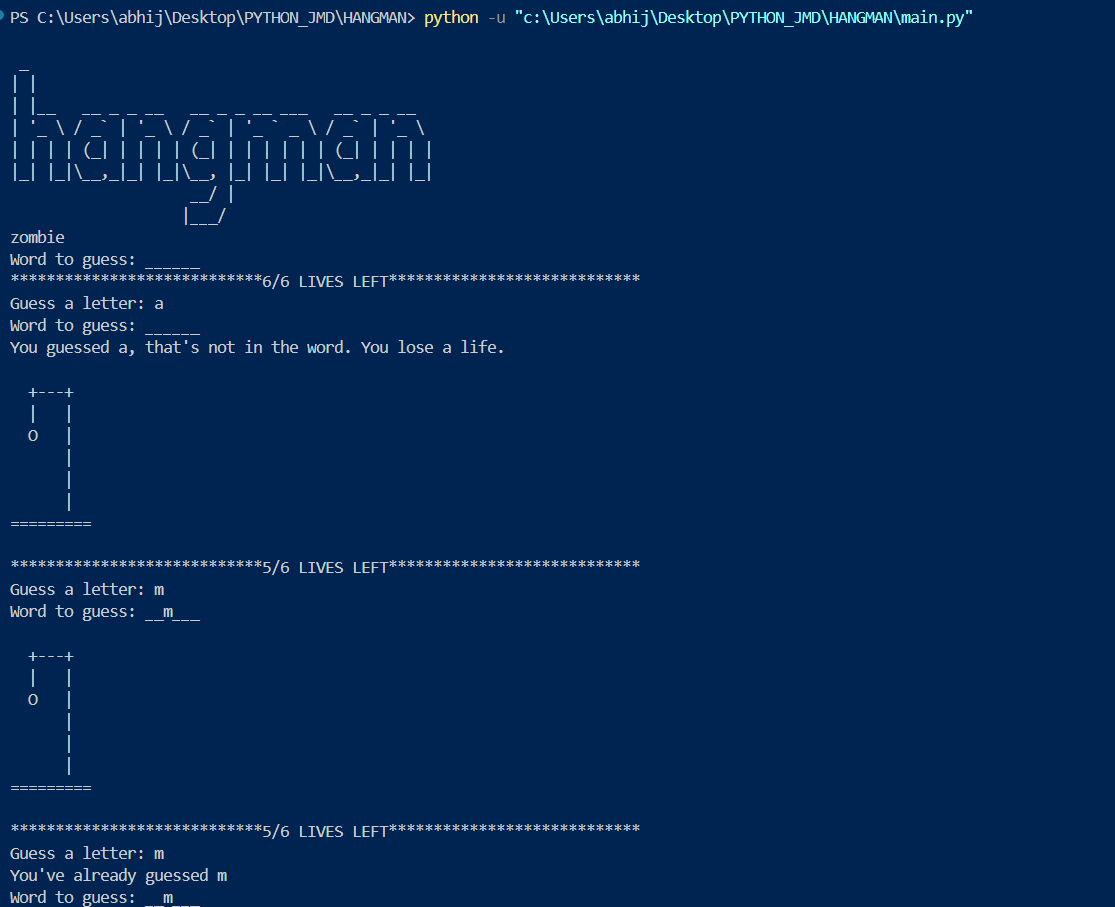 PS C:\Users\abhij\Desktop\PYTHON_JMD\HANGMAN> python -u "c:\Users\abhij\Desktop\PYTHON_JMD\HANGMAN\main.py"
 _
| |
| |__   __ _ _ __   __ _ _ __ ___   __ _ _ __
| '_ \ / _` | '_ \ / _` | '_ ` _ \ / _` | '_ \
| | | | (_| | | | | (_| | | | | | | (_| | | | |
|_| |_|\__,_|_| |_|\__, |_| |_| |_|\__,_|_| |_|
                    __/ |
                   |___/
zombie
Word to guess: ______
****************************6/6 LIVES LEFT****************************
Guess a letter: a
Word to guess: ______
You guessed a, that's not in the word. You lose a life.
  +---+
  |   |
  O   |
      |
      |
      |
=========
****************************5/6 LIVES LEFT****************************
Guess a letter: m
Word to guess: __m___
  +---+
  |   |
  O   |
      |
      |
      |
=========
****************************5/6 LIVES LEFT****************************
Guess a letter: m
You've already guessed m
Word to guess: __m___